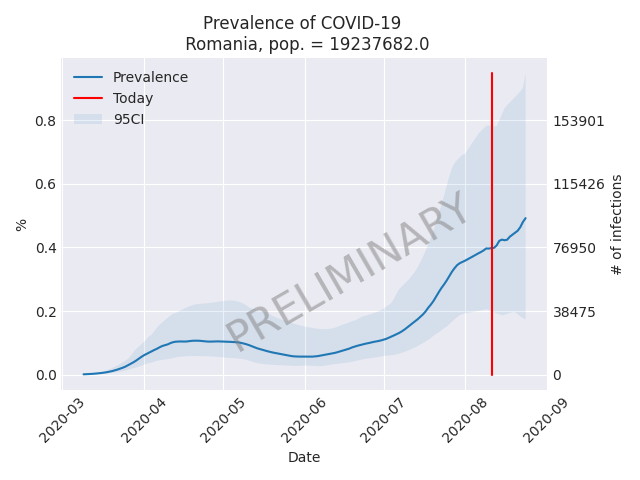 Prevalence of COVID-19
Romania, pop. = 19237682.0
Prevalence
Today
95CI
0.8
0.6
0.4
0.2
0.0
%
153901
115426
76950
38475
0
# of infections
PRELIMINARY
2020-03
2020-04
2020-05
2020-06
2020-07
2020-08
2020-09
Date